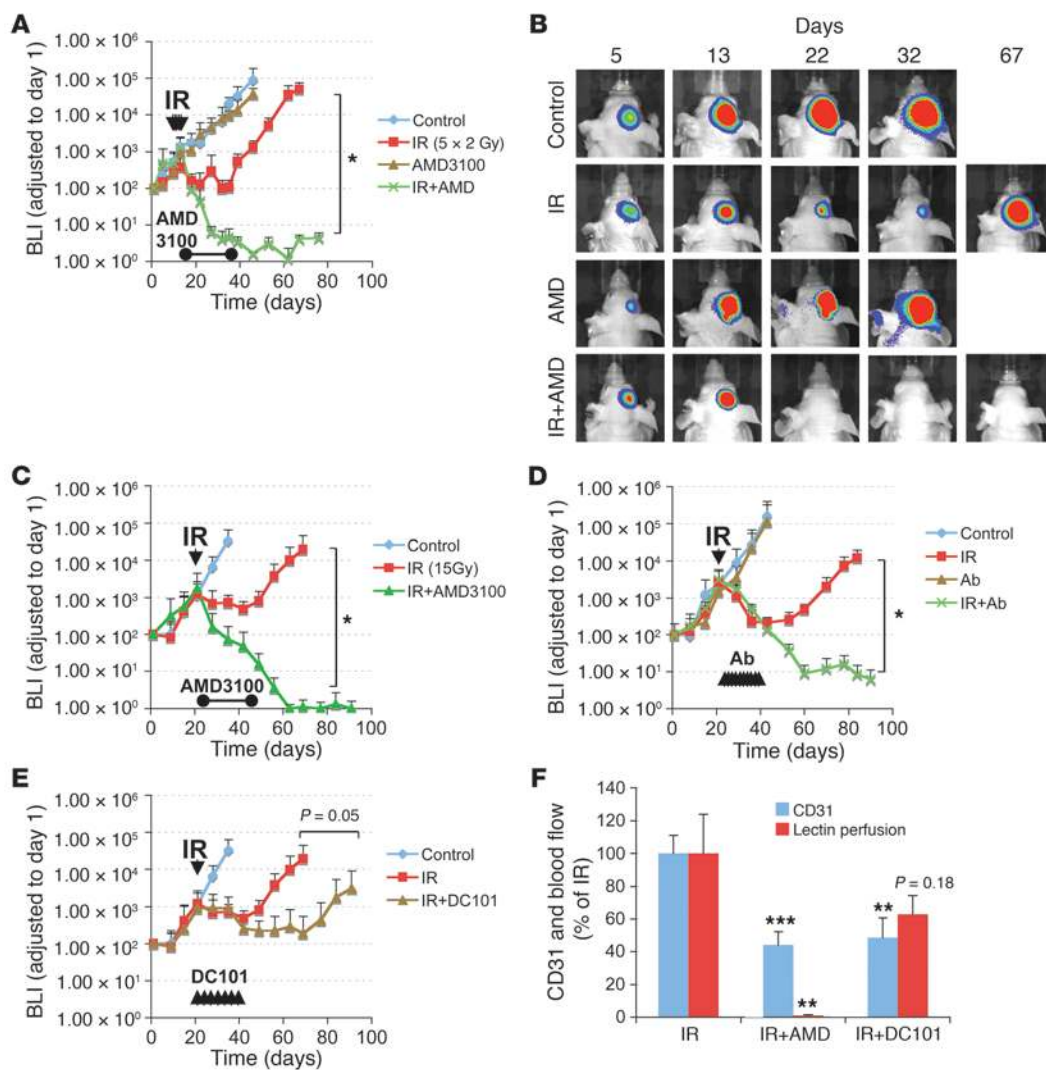 A
BLI (adjusted to day 1)
1.00 × 10⁶
1.00 × 10⁵
1.00 × 10⁴
1.00 × 10³
1.00 × 10²
1.00 × 10¹
1.00 × 10⁰
IR
AMD
3100
0 20 40 60 80 100
Time (days)
Control
IR (5 × 2 Gy)
AMD3100
IR+AMD
*
B
Days
5 13 22 32 67
Control
IR
AMD
IR+AMD
C
BLI (adjusted to day 1)
1.00 × 10⁶
1.00 × 10⁵
1.00 × 10⁴
1.00 × 10³
1.00 × 10²
1.00 × 10¹
1.00 × 10⁰
IR
AMD3100
0 20 40 60 80 100
Time (days)
Control
IR (15Gy)
IR+AMD3100
*
D
BLI (adjusted to day 1)
1.00 × 10⁶
1.00 × 10⁵
1.00 × 10⁴
1.00 × 10³
1.00 × 10²
1.00 × 10¹
1.00 × 10⁰
IR
Ab
0 20 40 60 80 100
Time (days)
Control
IR
Ab
IR+Ab
*
E
BLI (adjusted to day 1)
1.00 × 10⁶
1.00 × 10⁵
1.00 × 10⁴
1.00 × 10³
1.00 × 10²
1.00 × 10¹
1.00 × 10⁰
P = 0.05
IR
DC101
0 20 40 60 80 100
Time (days)
Control
IR
IR+DC101
F
CD31 and blood flow
(% of IR)
140
120
100
80
60
40
20
0
CD31
Lectin perfusion
P = 0.18
***
**
**
IR IR+AMD IR+DC101